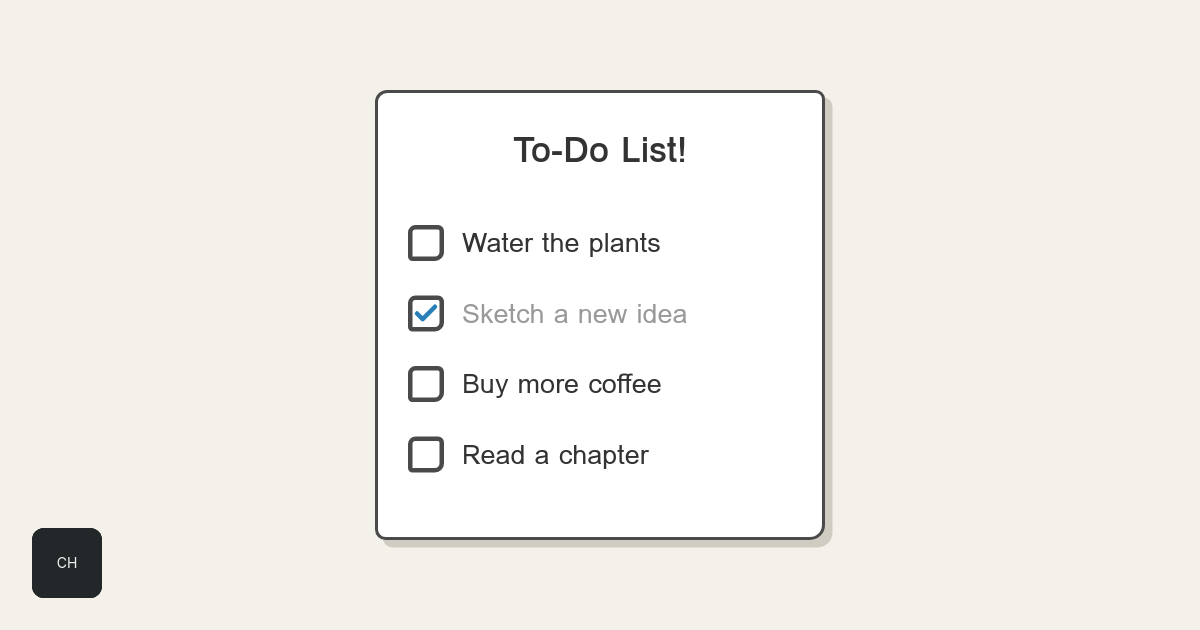 To-Do List!
Water the plants
Sketch a new idea
Buy more coffee
Read a chapter
CH